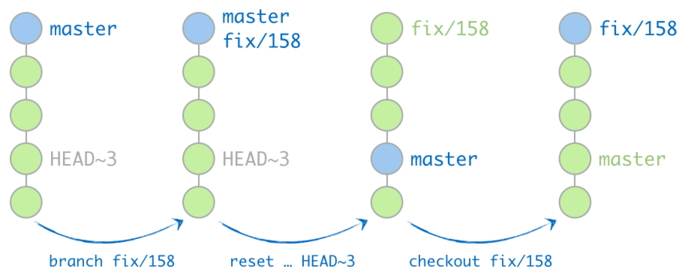 master
HEAD~3
master
fix/158
HEAD~3
fix/158
master
fix/158
master
branch fix/158
reset … HEAD~3
checkout fix/158